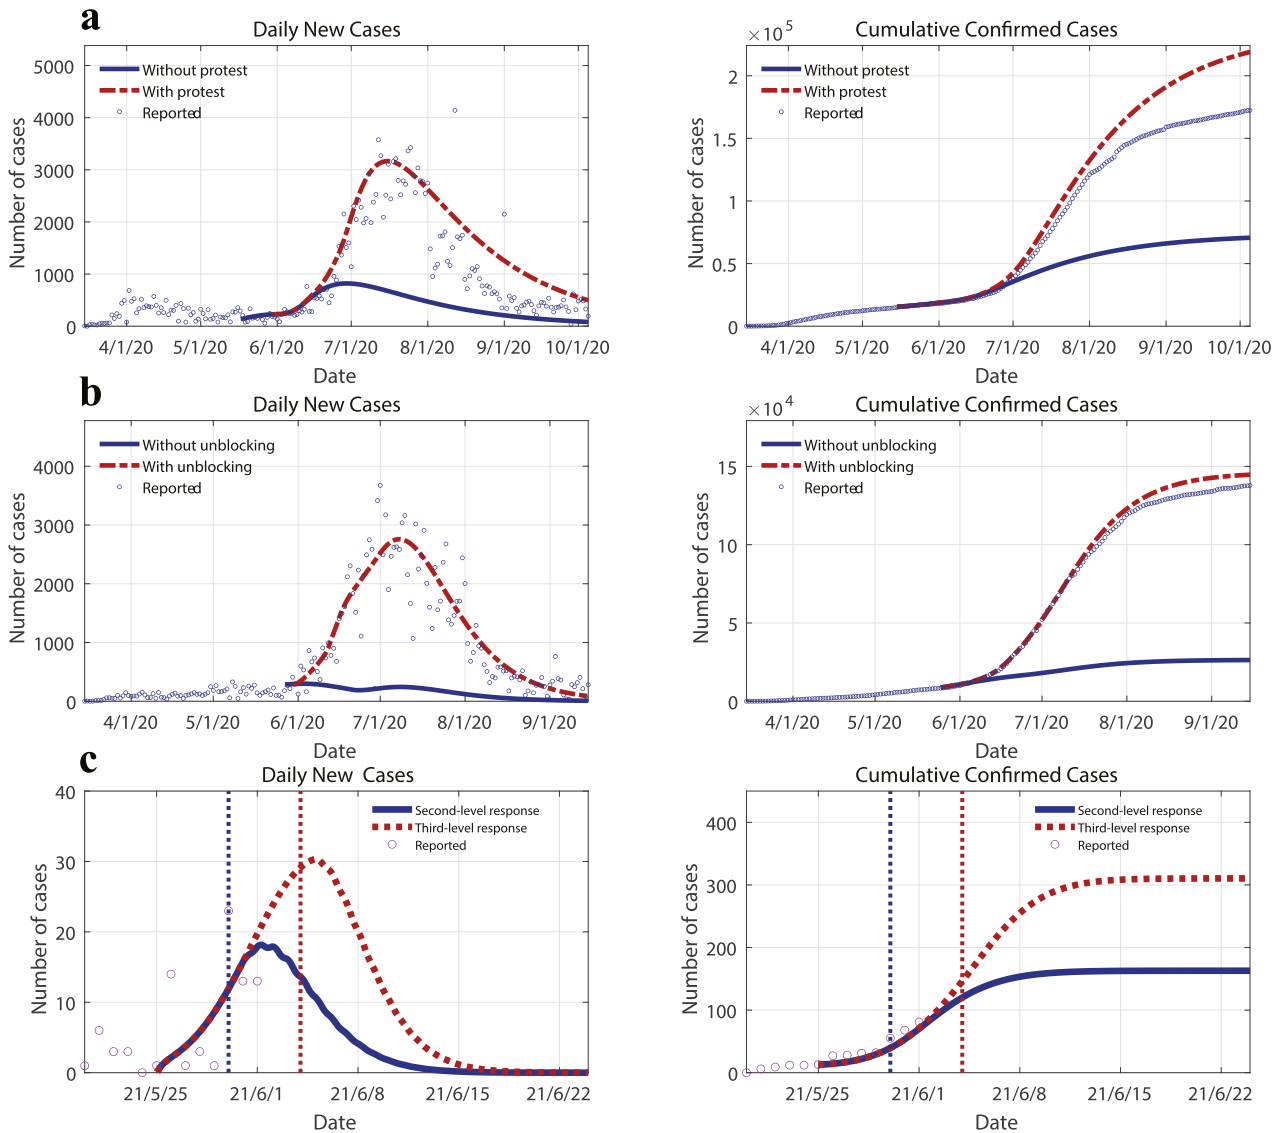 a
Daily New Cases
Number of cases
5000
4000
3000
2000
1000
0
Without protest
With protest
Reported
4/1/20 5/1/20 6/1/20 7/1/20 8/1/20 9/1/20 10/1/20
Date
Cumulative Confirmed Cases
×10^5
Number of cases
2
1.5
1
0.5
0
Without protest
With protest
Reported
4/1/20 5/1/20 6/1/20 7/1/20 8/1/20 9/1/20 10/1/20
Date
b
Daily New Cases
Number of cases
4000
3000
2000
1000
0
Without unblocking
With unblocking
Reported
4/1/20 5/1/20 6/1/20 7/1/20 8/1/20 9/1/20
Date
Cumulative Confirmed Cases
×10^4
Number of cases
15
10
5
0
Without unblocking
With unblocking
Reported
4/1/20 5/1/20 6/1/20 7/1/20 8/1/20 9/1/20
Date
c
Daily New Cases
Number of cases
40
30
20
10
0
Second-level response
Third-level response
Reported
21/5/25 21/6/1 21/6/8 21/6/15 21/6/22
Date
Cumulative Confirmed Cases
Number of cases
400
300
200
100
0
Second-level response
Third-level response
Reported
21/5/25 21/6/1 21/6/8 21/6/15 21/6/22
Date